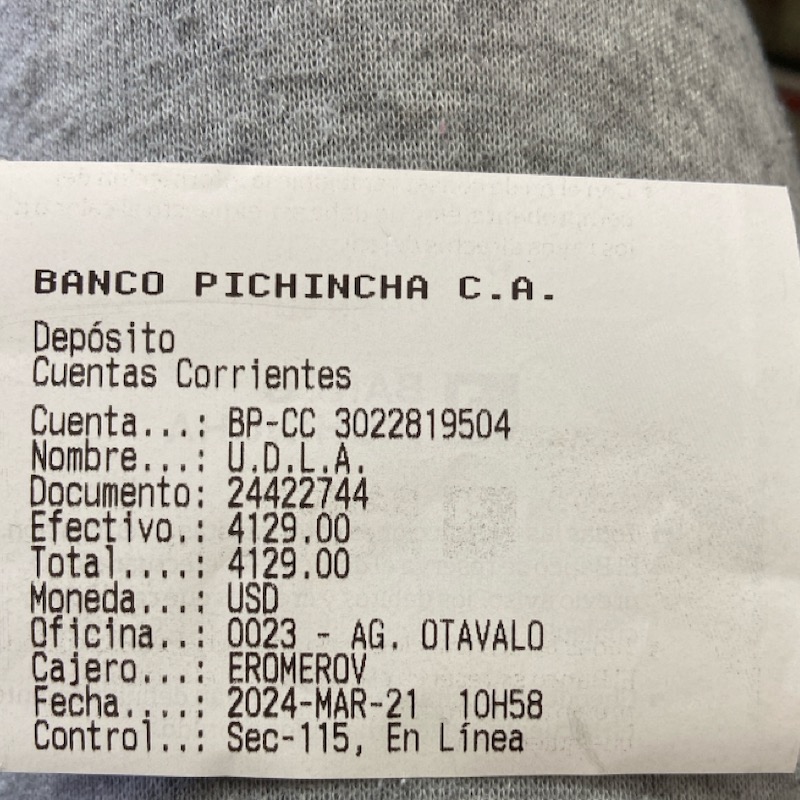 BANCO PICHINCHA C.A.
Depósito
Cuentas Corrientes
Cuenta...: BP-CC 3022819504
Nombre...: U.D.L.A.
Documento: 24422744
Efectivo.: 4129.00
Total....: 4129.00
Moneda...: USD
Oficina..: 0023 - AG. OTAVALO
Cajero...: EROMEROV
Fecha....: 2024-MAR-21 10H58
Control..: Sec-115, En Línea